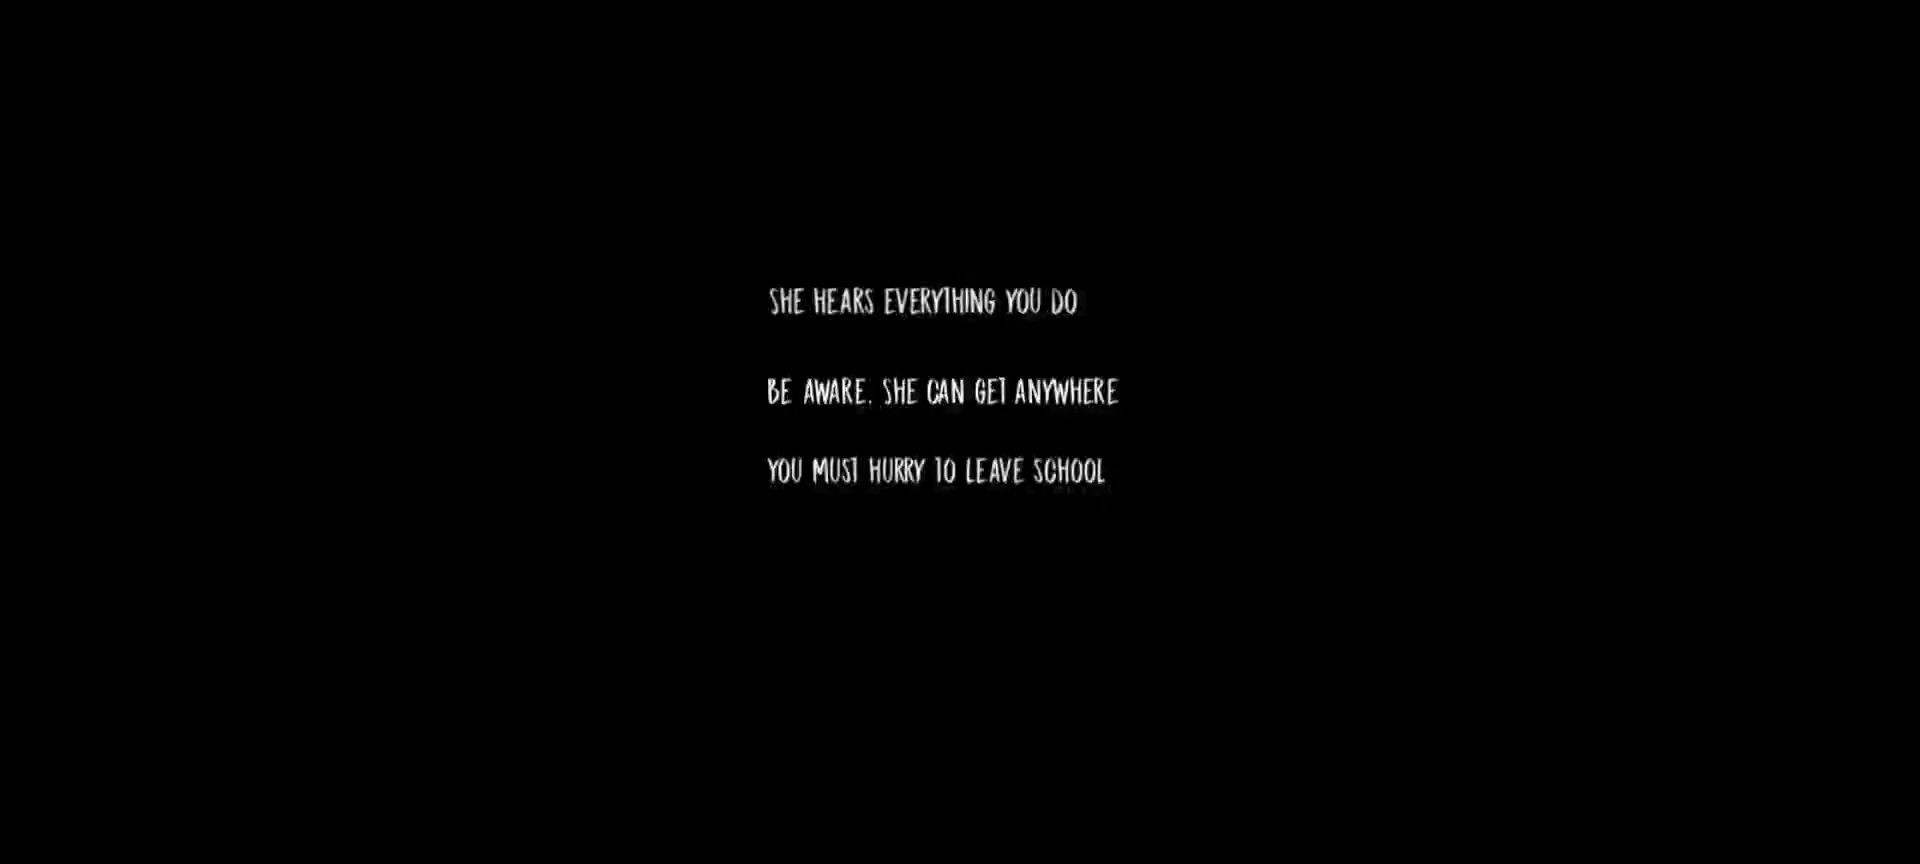 SHE HEARS EVERYTHING YOU DO
BE AWARE. SHE CAN GET ANYWHERE
YOU MUST HURRY TO LEAVE SCHOOL